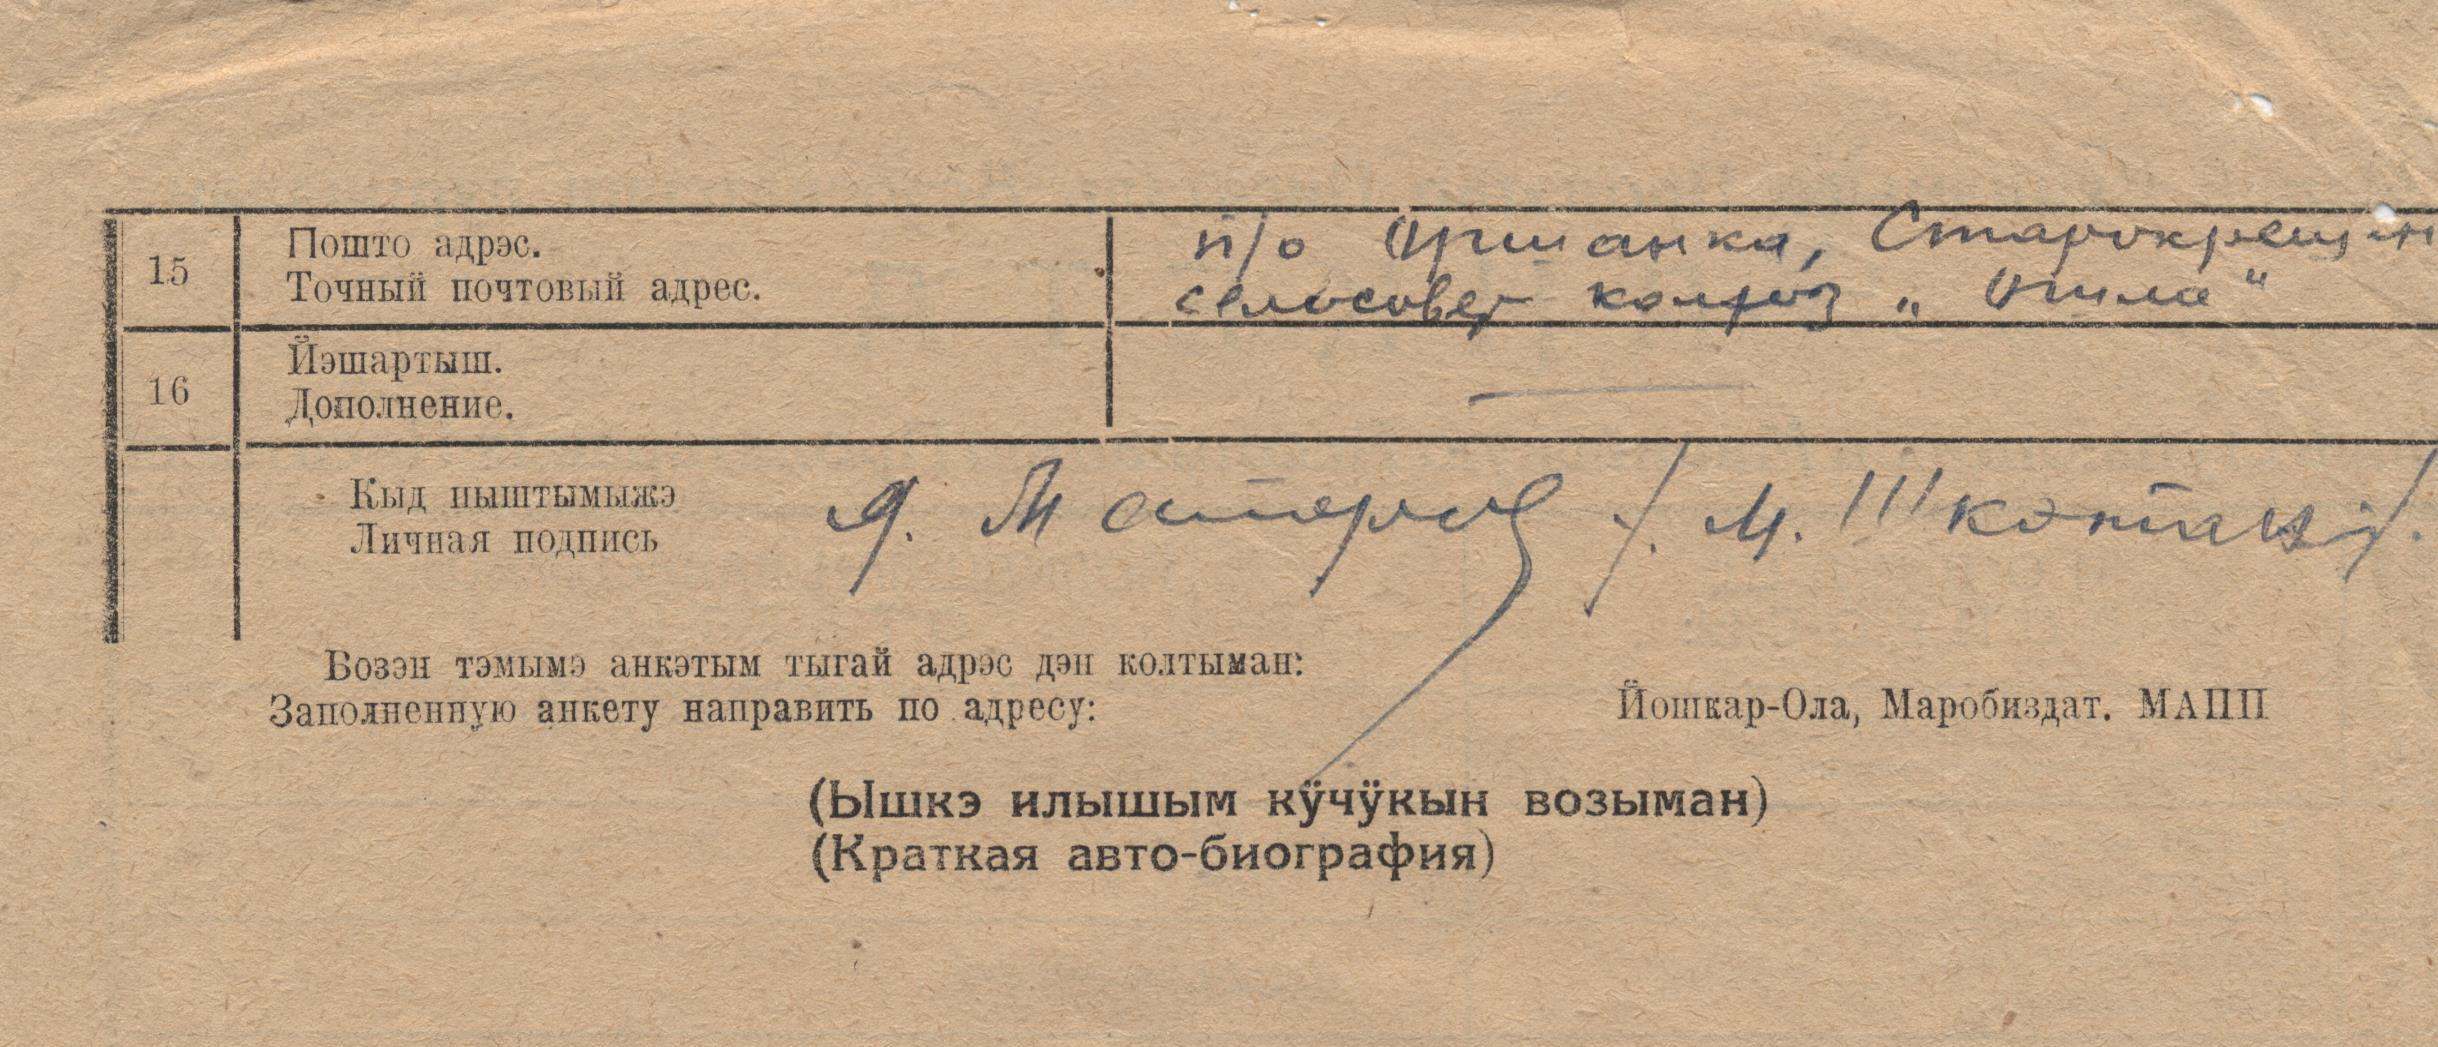 15
Пошто адрэс.
Точный почтовый адрес.
п/о Оршанка, Старокрещен
сельсовет колхоз „
16
Йэшартыш.
Дополнение.
Кыд пыштымыжэ
Личная подпись
Я. /. М. Шкэтан /.
Возэн тэмымэ анкэтым тыгай адрэс дэн колтыман:
Заполненную анкету направить по адресу:
Йошкар-Ола, Маробиздат. МАПП
(Ышкэ илышым кӱчӱкын возыман)
(Краткая авто-биография)